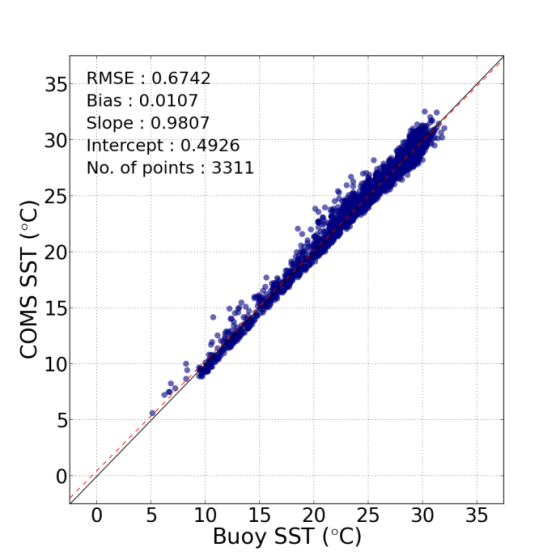 RMSE : 0.6742
Bias : 0.0107
Slope : 0.9807
Intercept : 0.4926
No. of points : 3311
COMS SST (°C)
35
30
25
20
15
10
5
0
0 5 10 15 20 25 30 35
Buoy SST (°C)